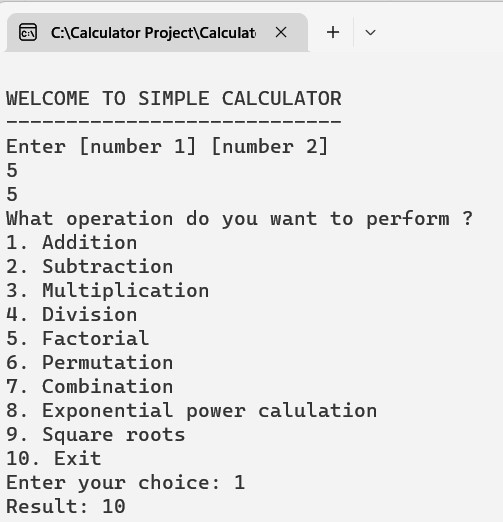 C:\Calculator Project\Calculat
WELCOME TO SIMPLE CALCULATOR
----------------------------
Enter [number 1] [number 2]
5
5
What operation do you want to perform ?
1. Addition
2. Subtraction
3. Multiplication
4. Division
5. Factorial
6. Permutation
7. Combination
8. Exponential power calulation
9. Square roots
10. Exit
Enter your choice: 1
Result: 10